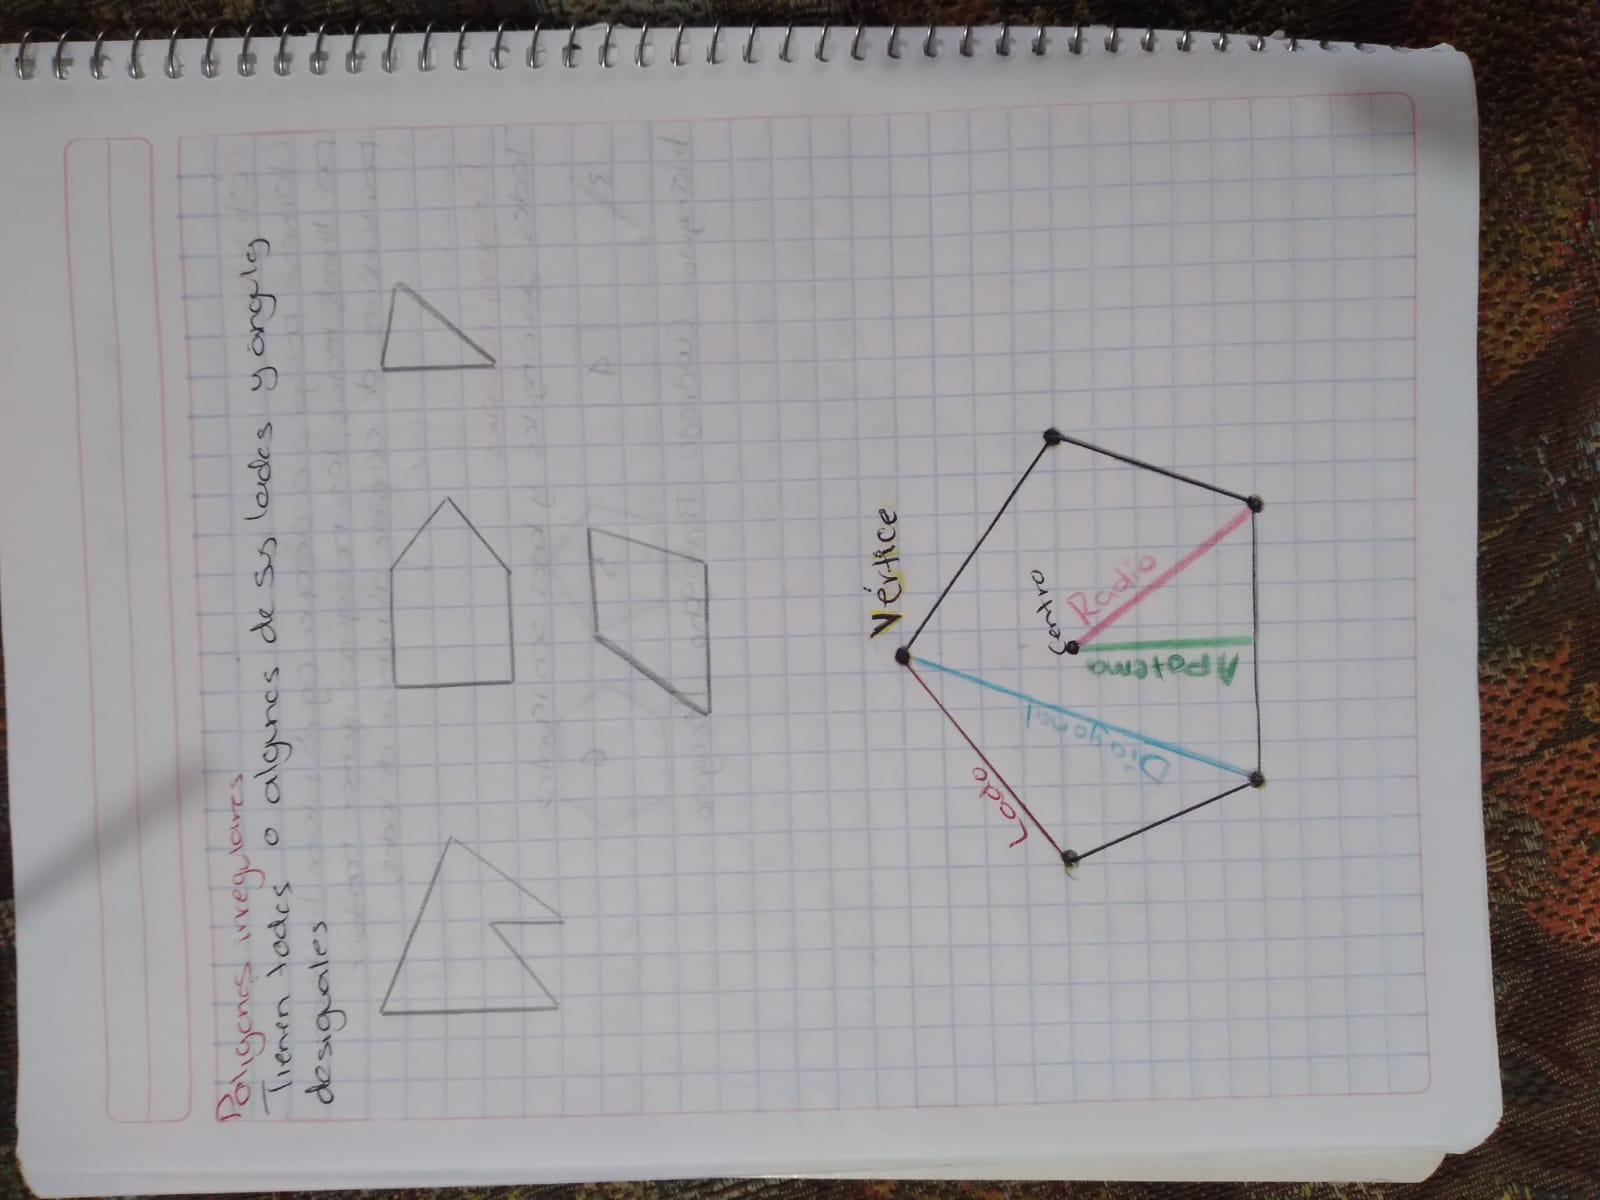 Polígonos irregulares
Tienen todos o algunos de sus lados y ángulos
desiguales
Vértice
Lado
Diagonal
Centro
Radio
Apotema